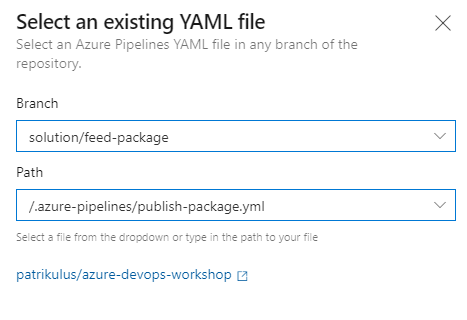 Select an existing YAML file
Select an Azure Pipelines YAML file in any branch of the
repository.
Branch
solution/feed-package
Path
/.azure-pipelines/publish-package.yml
Select a file from the dropdown or type in the path to your file
patrikulus/azure-devops-workshop